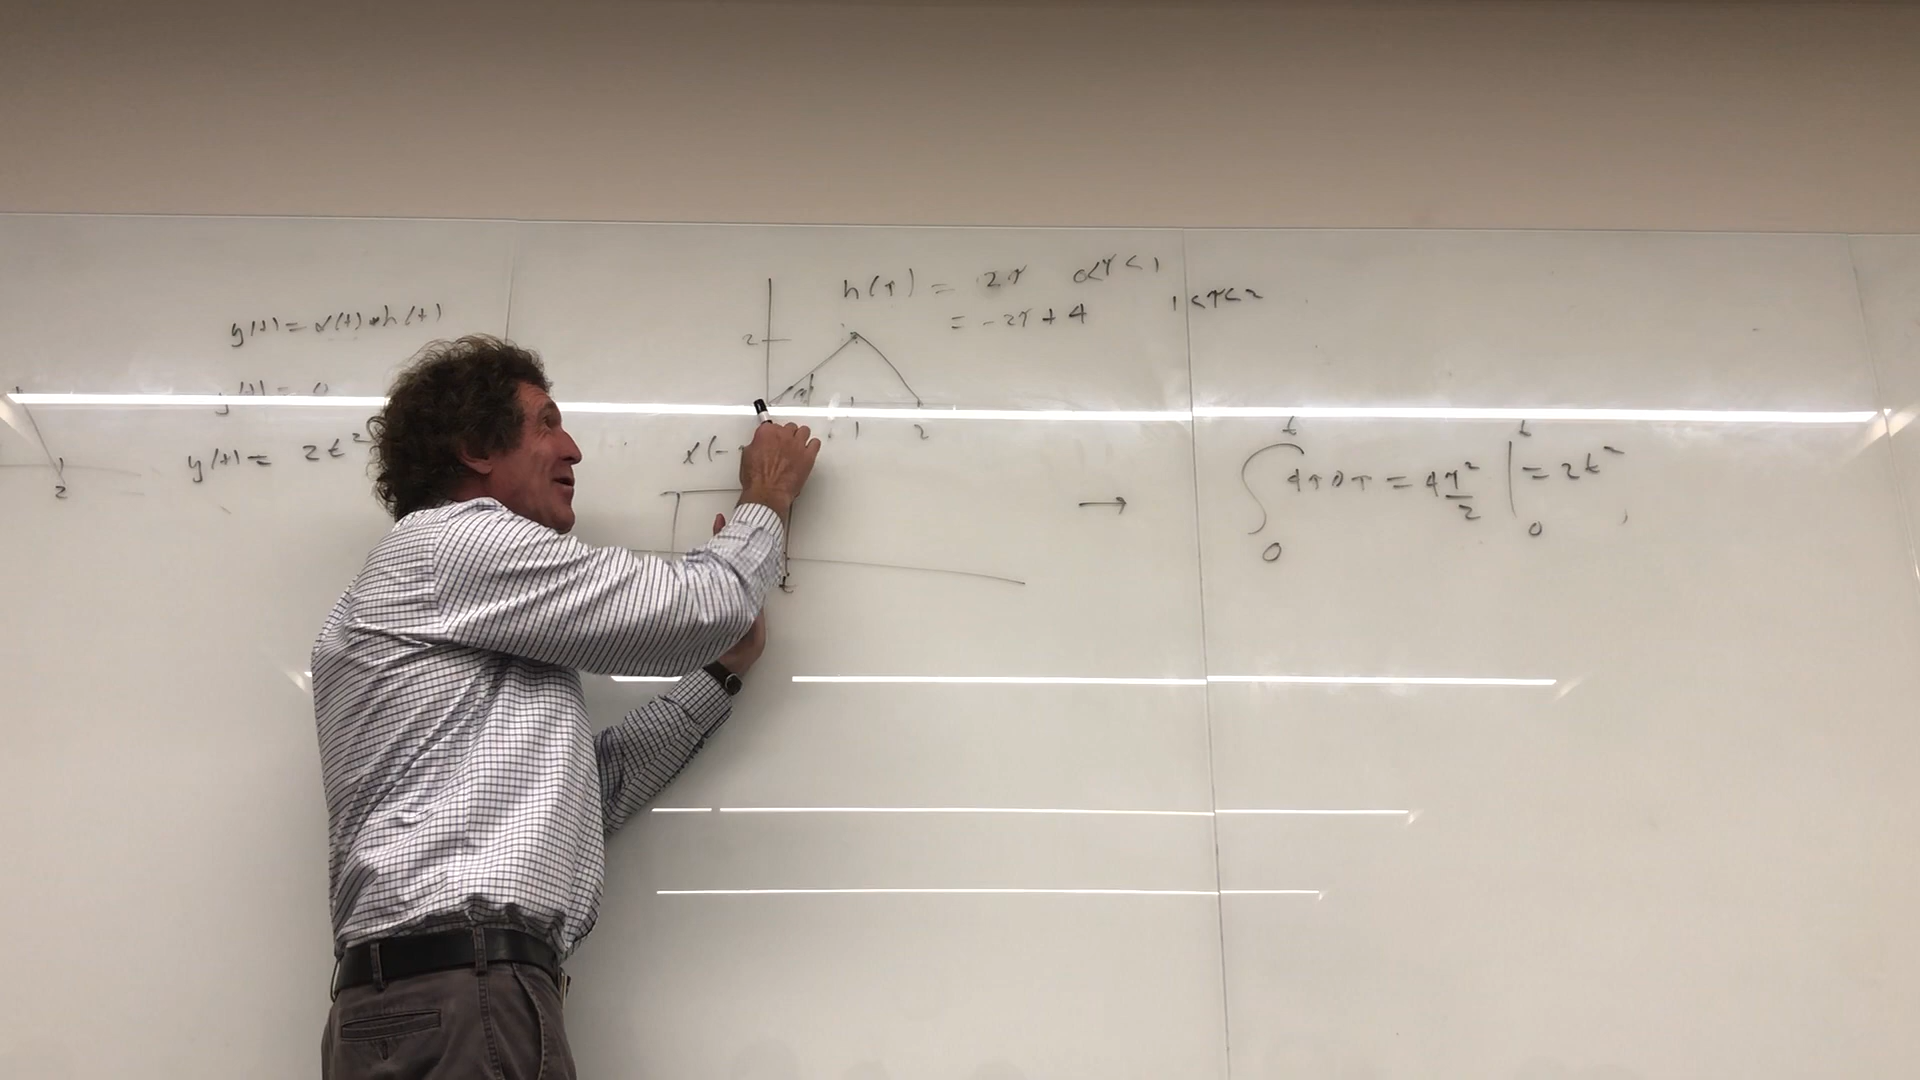 y(t) = x(t) * h(t)
y(t) = 0
y(t) = 2t²
2
h(τ) = 2τ 0<τ<1
= -2τ + 4 1<τ<2
2
1 2
x(-
t
→ ∫₀ᵗ 4τ dτ = 4τ²/2 |₀ᵗ = 2t²